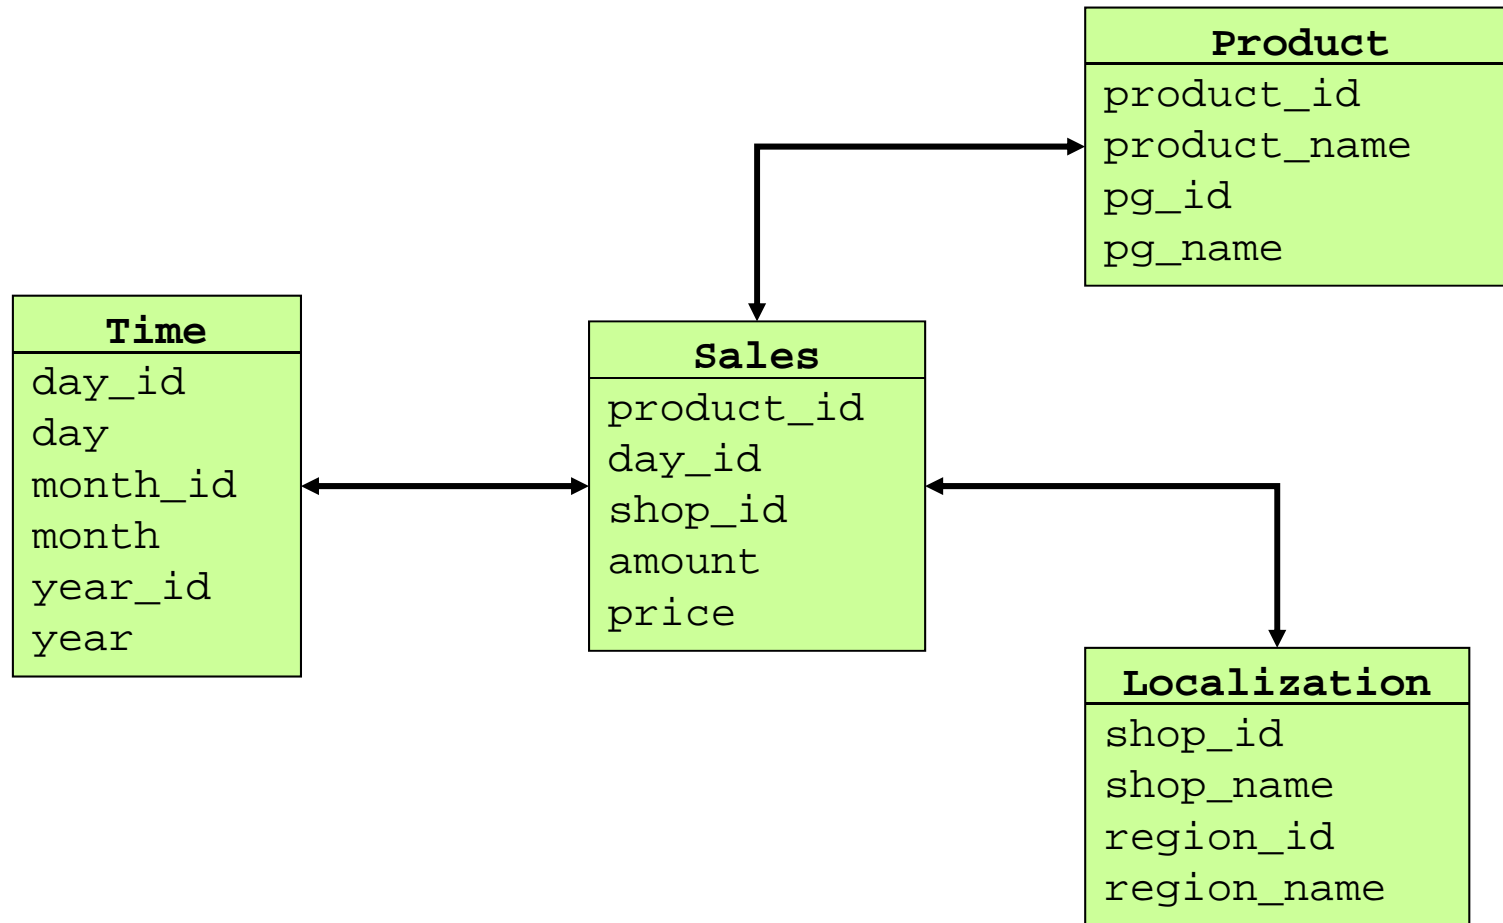 Product
product_id
product_name
pg_id
pg_name
Time
day_id
day
month_id
month
year_id
year
Sales
product_id
day_id
shop_id
amount
price
Localization
shop_id
shop_name
region_id
region_name